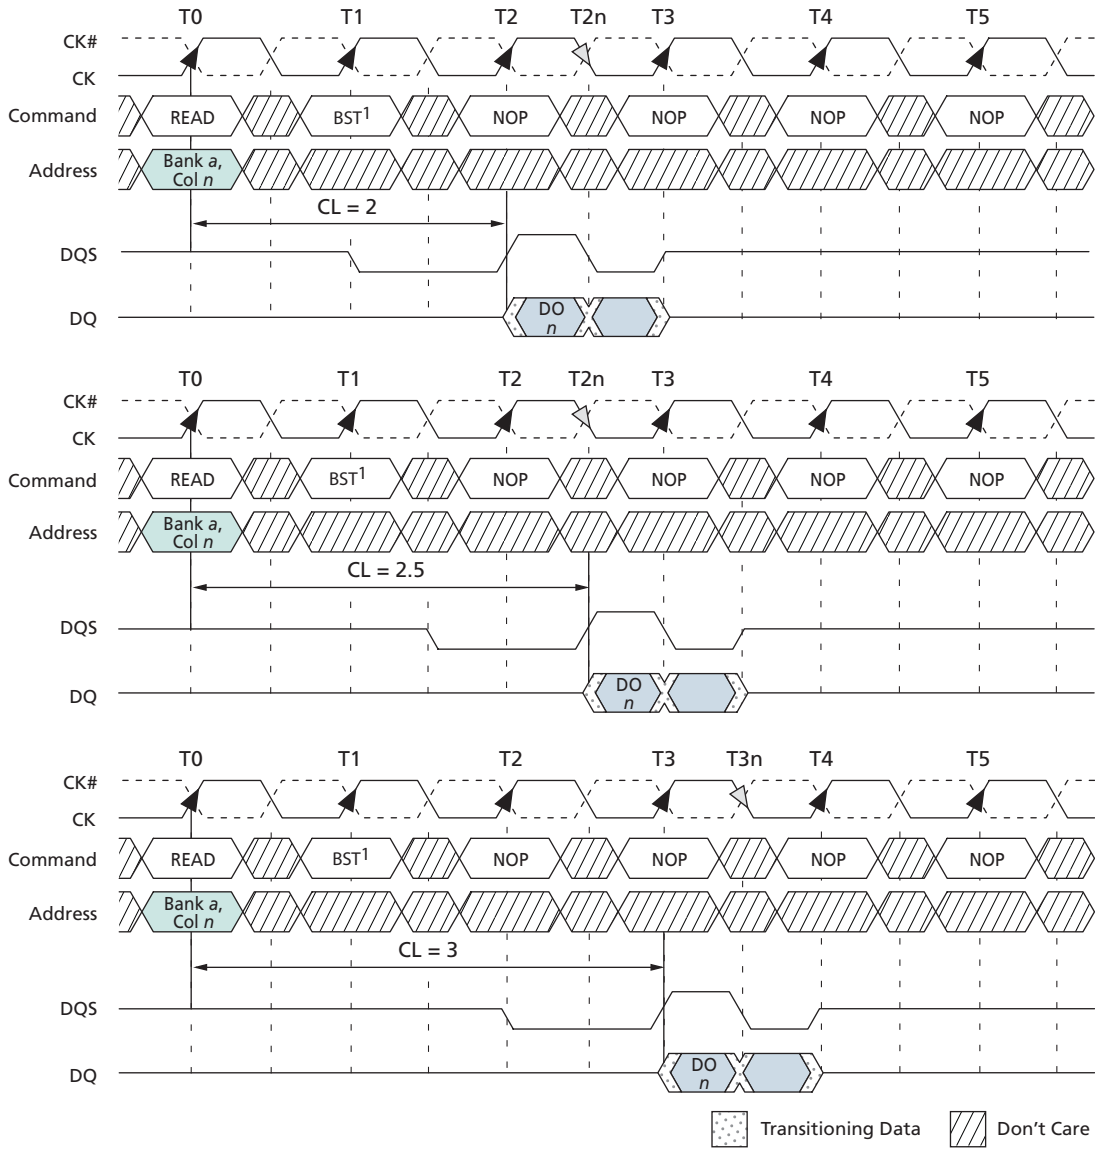 T0 T1 T2 T2n T3 T4 T5
CK#
CK
Command READ BST1 NOP NOP NOP NOP
Address Bank a,
Col n
CL = 2
DQS
DQ DO
n
T0 T1 T2 T2n T3 T4 T5
CK#
CK
Command READ BST1 NOP NOP NOP NOP
Address Bank a,
Col n
CL = 2.5
DQS
DQ DO
n
T0 T1 T2 T3 T3n T4 T5
CK#
CK
Command READ BST1 NOP NOP NOP NOP
Address Bank a,
Col n
CL = 3
DQS
DQ DO
n
Transitioning Data Don't Care